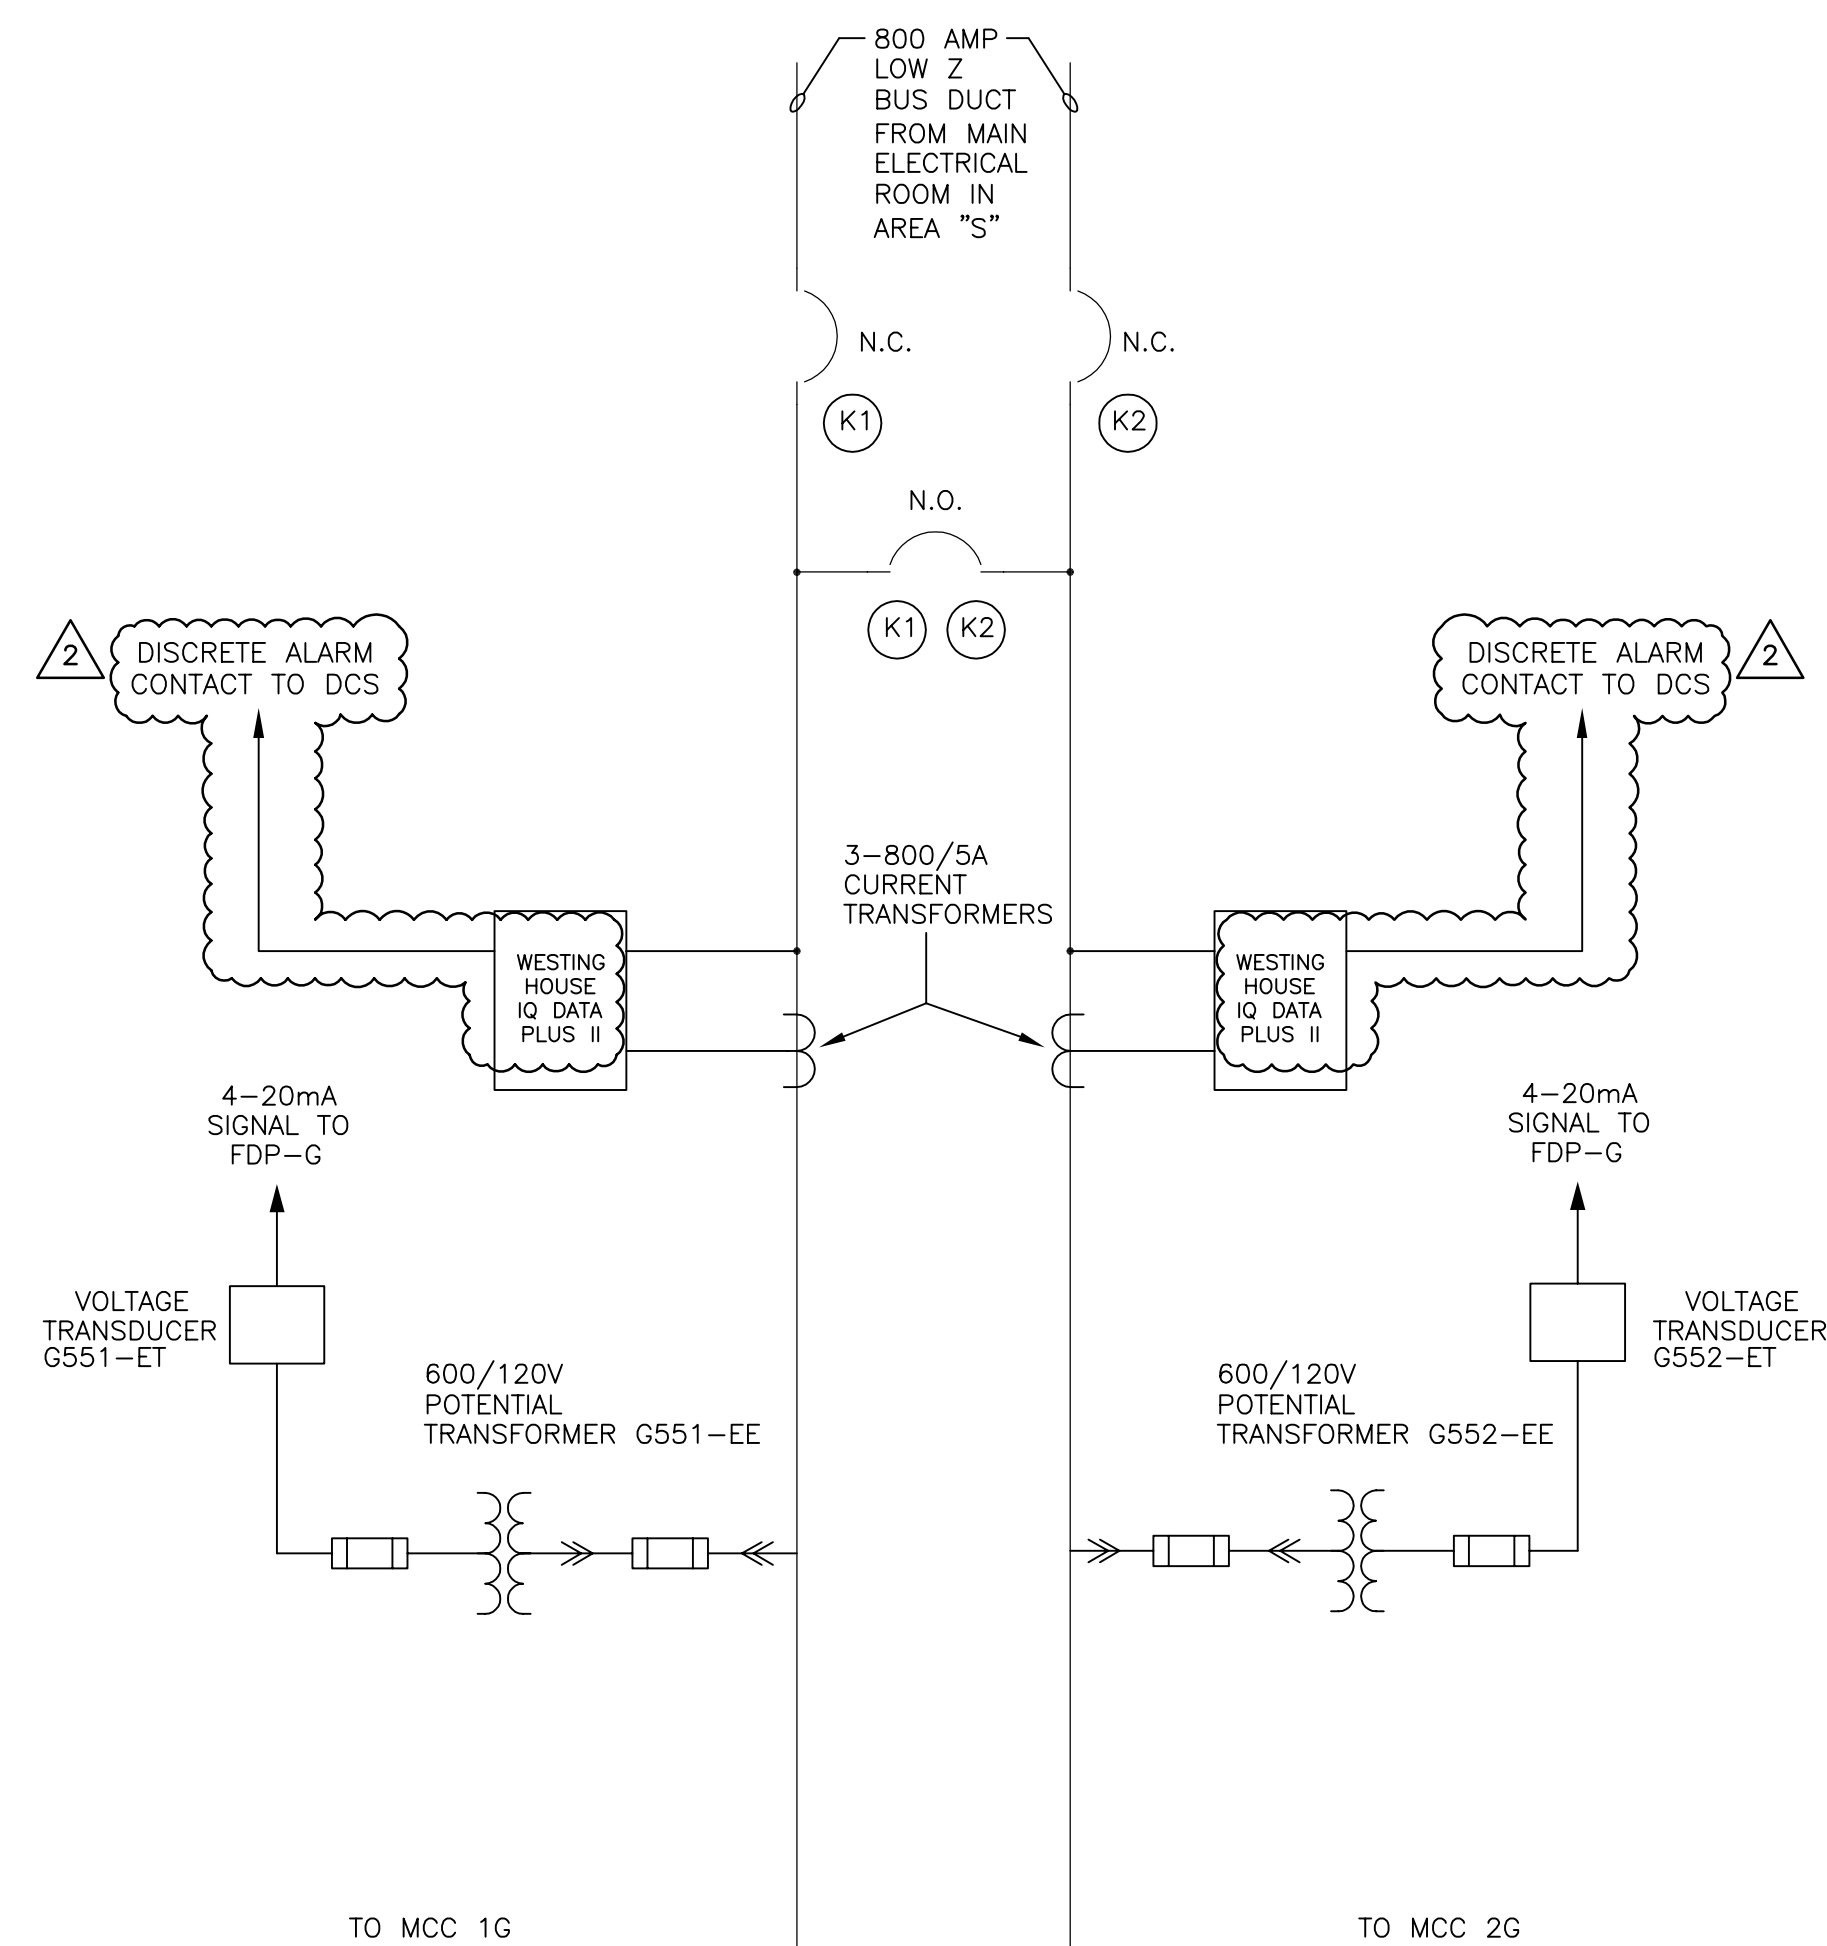 800 AMP
LOW Z
BUS DUCT
FROM MAIN
ELECTRICAL
ROOM IN
AREA "S"
N.C.
N.C.
K1
K2
N.O.
K1
K2
2
DISCRETE ALARM
CONTACT TO DCS
DISCRETE ALARM
CONTACT TO DCS
2
3-800/5A
CURRENT
TRANSFORMERS
WESTING
HOUSE
IQ DATA
PLUS II
WESTING
HOUSE
IQ DATA
PLUS II
4-20mA
SIGNAL TO
FDP-G
4-20mA
SIGNAL TO
FDP-G
VOLTAGE
TRANSDUCER
G551-ET
VOLTAGE
TRANSDUCER
G552-ET
600/120V
POTENTIAL
TRANSFORMER G551-EE
600/120V
POTENTIAL
TRANSFORMER G552-EE
TO MCC 1G
TO MCC 2G